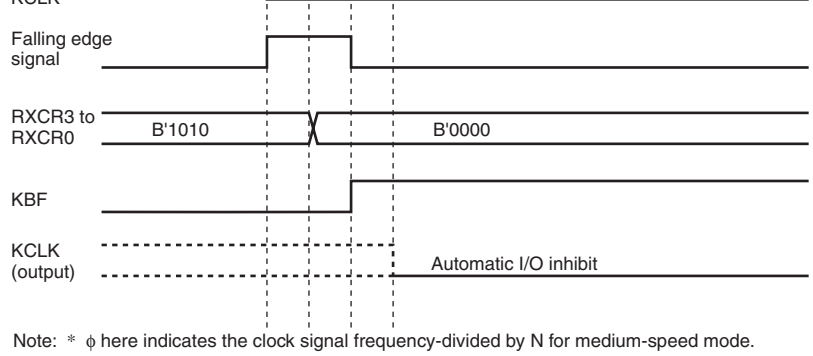 KCLK
Falling edge
signal
RXCR3 to
RXCR0
B'1010
B'0000
KBF
KCLK
(output)
Automatic I/O inhibit
Note: * ϕ here indicates the clock signal frequency-divided by N for medium-speed mode.